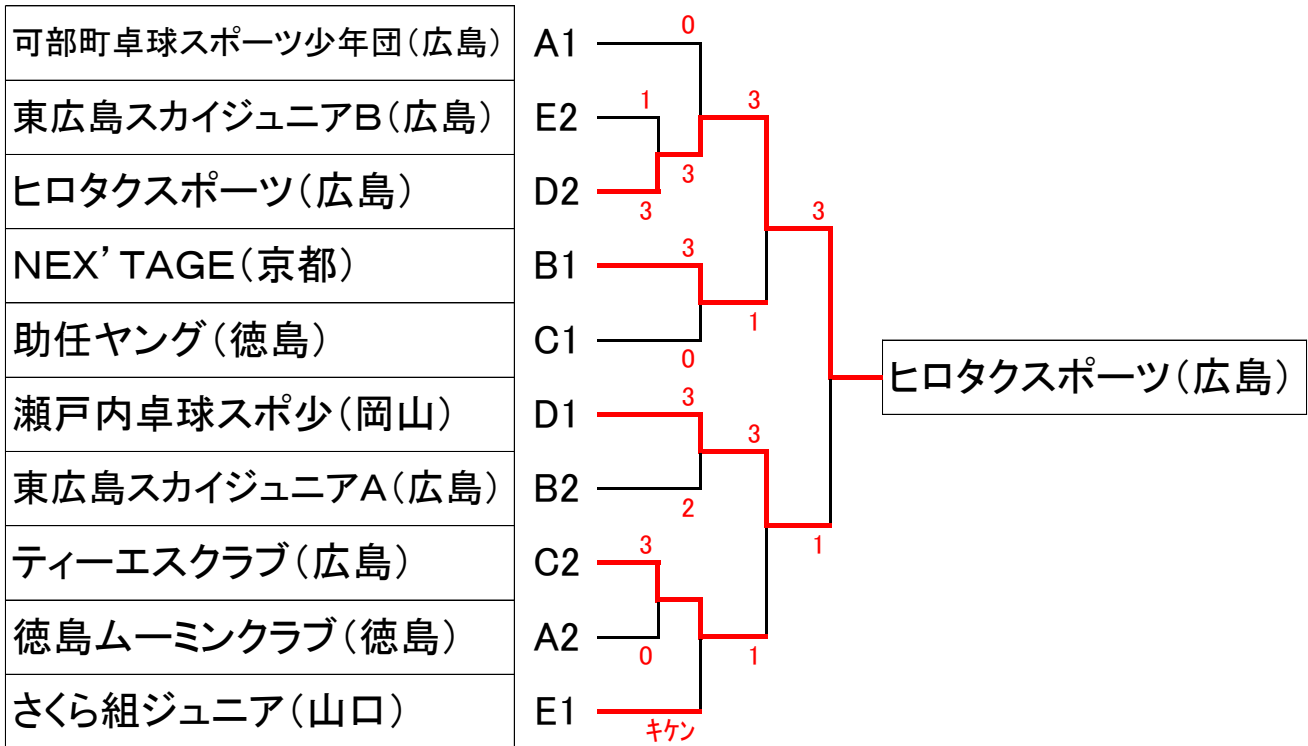 可部町卓球スポーツ少年団（広島） A1 0
東広島スカイジュニアＢ（広島） E2 1 3
ヒロタクスポーツ（広島） D2 3 3 3
ＮＥＸ’ＴＡＧＥ（京都） B1 3
助任ヤング（徳島） C1 0 1
ヒロタクスポーツ（広島）
瀬戸内卓球スポ少（岡山） D1 3 3
東広島スカイジュニアＡ（広島） B2 2
ティーエスクラブ（広島） C2 3 1
徳島ムーミンクラブ（徳島） A2 0 1
さくら組ジュニア（山口） E1 キケン